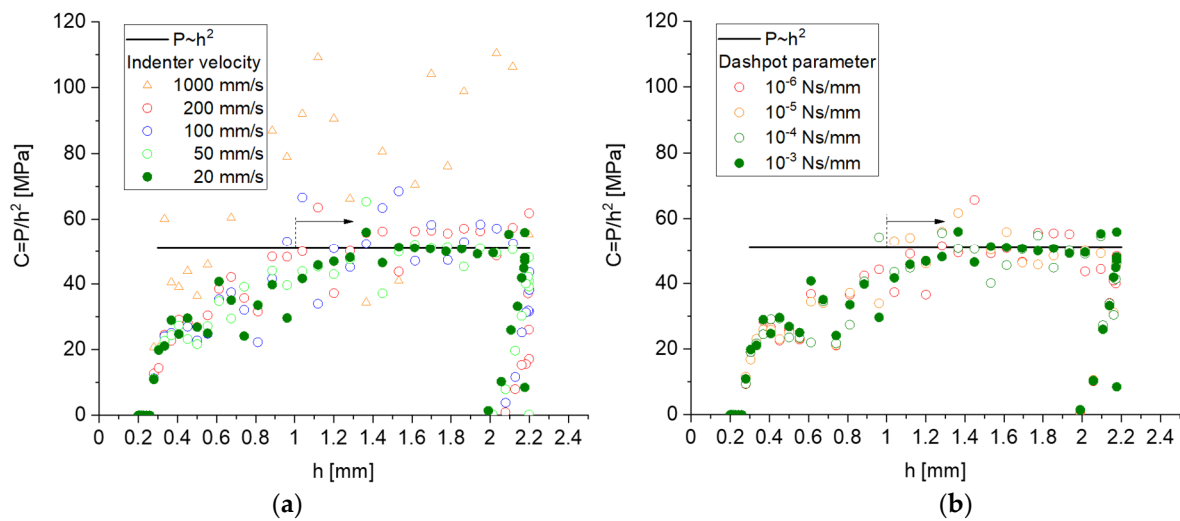 120
100
80
60
40
20
0
C=P/h² [MPa]
P~h²
Indenter velocity
1000 mm/s
200 mm/s
100 mm/s
50 mm/s
20 mm/s
0 0.2 0.4 0.6 0.8 1 1.2 1.4 1.6 1.8 2 2.2 2.4
h [mm]
(a)
120
100
80
60
40
20
0
C=P/h² [MPa]
P~h²
Dashpot parameter
10⁻⁶ Ns/mm
10⁻⁵ Ns/mm
10⁻⁴ Ns/mm
10⁻³ Ns/mm
0 0.2 0.4 0.6 0.8 1 1.2 1.4 1.6 1.8 2 2.2 2.4
h [mm]
(b)